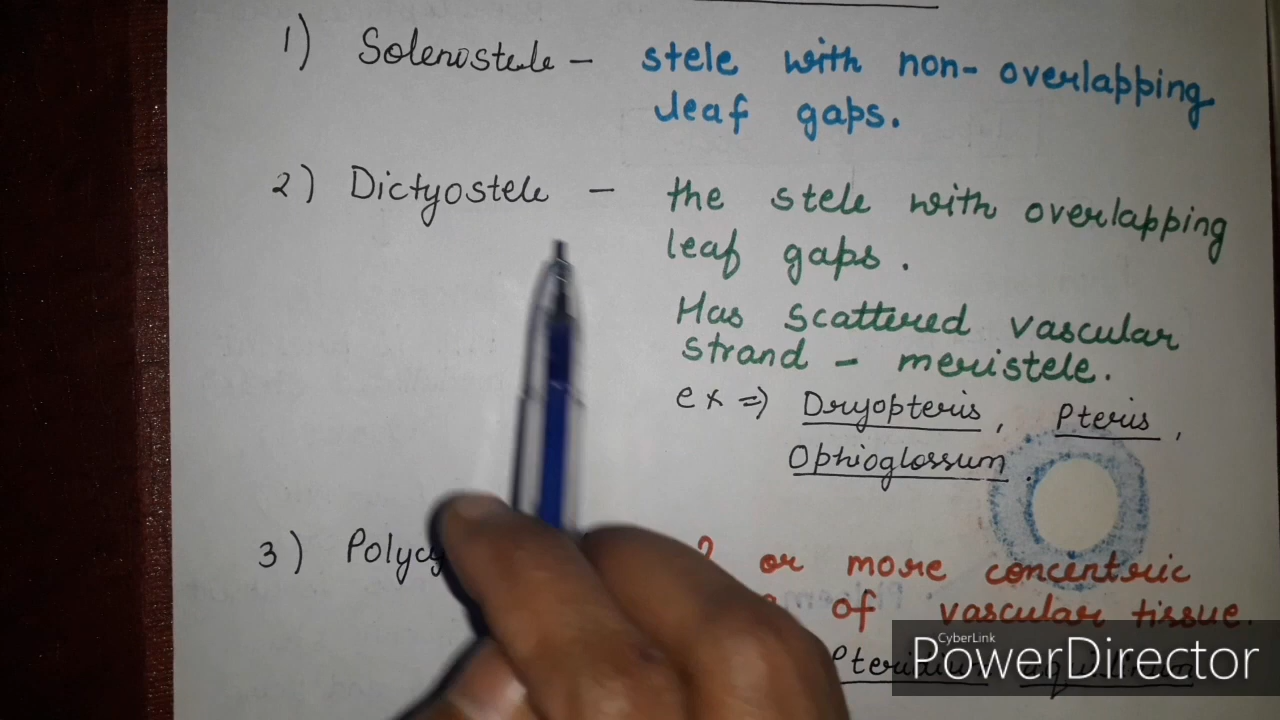 1) Solenostele - stele with non-overlapping
leaf gaps.
2) Dictyostele - the stele with overlapping
leaf gaps.
Has scattered vascular
strand - meristele.
ex => Dryopteris, Pteris,
Ophioglossum.
3) or more concentric
of vascular tissue.
CyberLink
PowerDirector